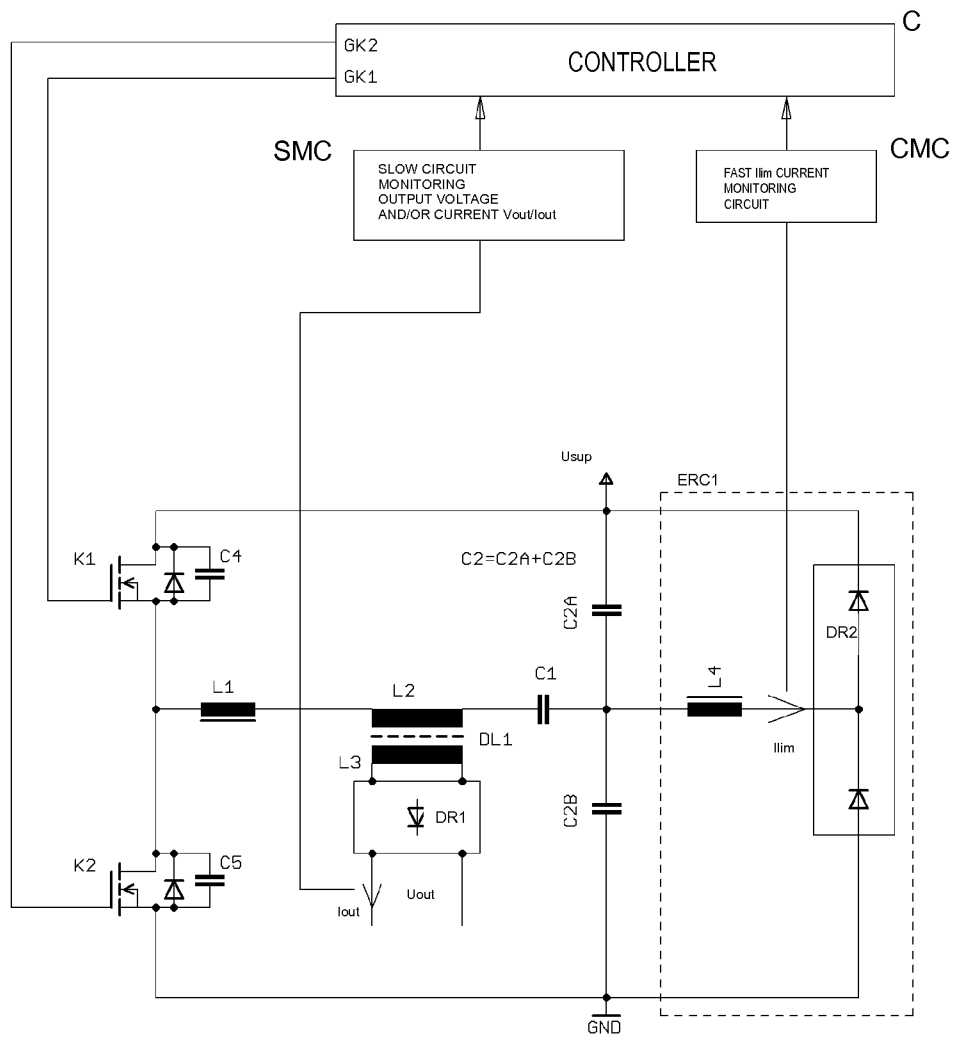 C
GK2
GK1
CONTROLLER
SMC
CMC
SLOW CIRCUIT
MONITORING
OUTPUT VOLTAGE
AND/OR CURRENT Vout/Iout
FAST Ilim CURRENT
MONITORING
CIRCUIT
Usup
ERC1
K1
C4
C2=C2A+C2B
C2A
DR2
L1
L2
C1
L4
DL1
L3
Ilim
DR1
C2B
K2
C5
Uout
Iout
GND